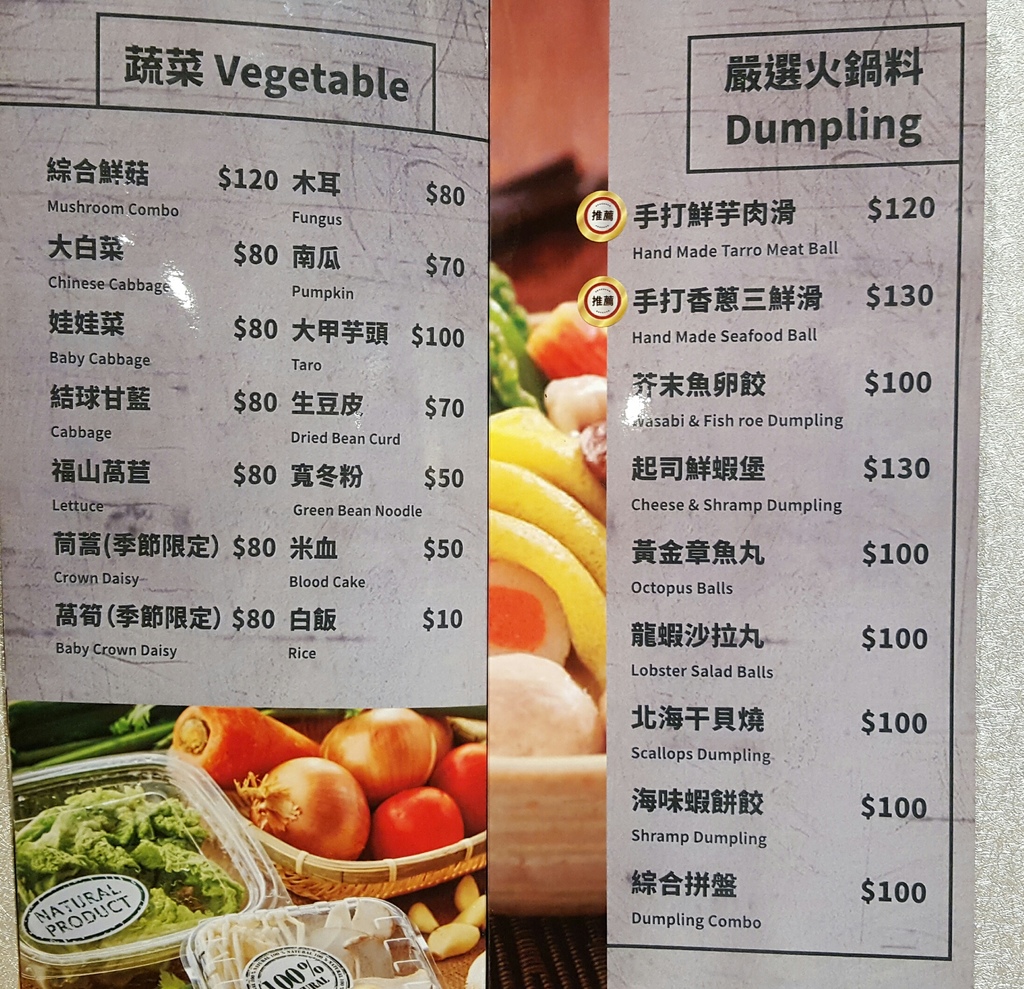 蔬菜 Vegetable
綜合鮮菇 $120
Mushroom Combo
大白菜 $80
Chinese Cabbage
娃娃菜 $80
Baby Cabbage
結球甘藍 $80
Cabbage
福山萵苣 $80
Lettuce
茼蒿(季節限定) $80
Crown Daisy
萵筍(季節限定) $80
Baby Crown Daisy
木耳 $80
Fungus
南瓜 $70
Pumpkin
大甲芋頭 $100
Taro
生豆皮 $70
Dried Bean Curd
寬冬粉 $50
Green Bean Noodle
米血 $50
Blood Cake
白飯 $10
Rice
NATURAL
PRODUCT
100%
嚴選火鍋料
Dumpling
推薦 手打鮮芋肉滑 $120
Hand Made Tarro Meat Ball
推薦 手打香蔥三鮮滑 $130
Hand Made Seafood Ball
芥末魚卵餃 $100
Wasabi & Fish roe Dumpling
起司鮮蝦堡 $130
Cheese & Shramp Dumpling
黃金章魚丸 $100
Octopus Balls
龍蝦沙拉丸 $100
Lobster Salad Balls
北海干貝燒 $100
Scallops Dumpling
海味蝦餅餃 $100
Shramp Dumpling
綜合拼盤 $100
Dumpling Combo